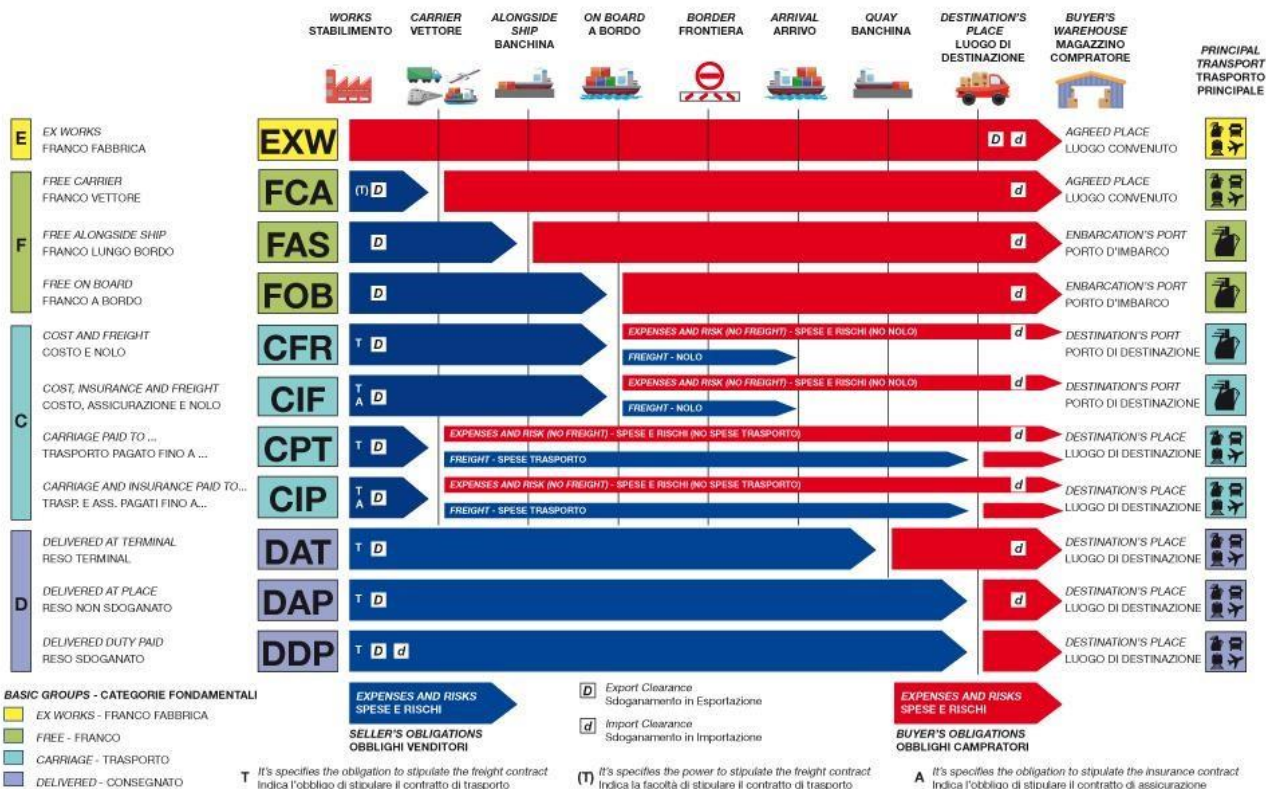 WORKS
STABILIMENTO
CARRIER
VETTORE
ALONGSIDE
SHIP
BANCHINA
ON BOARD
A BORDO
BORDER
FRONTIERA
ARRIVAL
ARRIVO
QUAY
BANCHINA
DESTINATION'S
PLACE
LUOGO DI
DESTINAZIONE
BUYER'S
WAREHOUSE
MAGAZZINO
COMPRATORE
PRINCIPAL
TRANSPORT
TRASPORTO
PRINCIPALE
E
EX WORKS
FRANCO FABBRICA
EXW
D d
AGREED PLACE
LUOGO CONVENUTO
F
FREE CARRIER
FRANCO VETTORE
FCA
(T) D
d
AGREED PLACE
LUOGO CONVENUTO
FREE ALONGSIDE SHIP
FRANCO LUNGO BORDO
FAS
D
d
ENBARCATION'S PORT
PORTO D'IMBARCO
FREE ON BOARD
FRANCO A BORDO
FOB
D
d
ENBARCATION'S PORT
PORTO D'IMBARCO
C
COST AND FREIGHT
COSTO E NOLO
CFR
T D
EXPENSES AND RISK (NO FREIGHT) - SPESE E RISCHI (NO NOLO)
d
FREIGHT - NOLO
DESTINATION'S PORT
PORTO DI DESTINAZIONE
COST, INSURANCE AND FREIGHT
COSTO, ASSICURAZIONE E NOLO
CIF
T
A D
EXPENSES AND RISK (NO FREIGHT) - SPESE E RISCHI (NO NOLO)
d
FREIGHT - NOLO
DESTINATION'S PORT
PORTO DI DESTINAZIONE
CARRIAGE PAID TO ...
TRASPORTO PAGATO FINO A ...
CPT
T D
EXPENSES AND RISK (NO FREIGHT) - SPESE E RISCHI (NO SPESE TRASPORTO)
d
FREIGHT - SPESE TRASPORTO
DESTINATION'S PLACE
LUOGO DI DESTINAZIONE
CARRIAGE AND INSURANCE PAID TO...
TRASP. E ASS. PAGATI FINO A...
CIP
T
A D
EXPENSES AND RISK (NO FREIGHT) - SPESE E RISCHI (NO SPESE TRASPORTO)
d
FREIGHT - SPESE TRASPORTO
DESTINATION'S PLACE
LUOGO DI DESTINAZIONE
D
DELIVERED AT TERMINAL
RESO TERMINAL
DAT
T D
d
DESTINATION'S PLACE
LUOGO DI DESTINAZIONE
DELIVERED AT PLACE
RESO NON SDOGANATO
DAP
T D
d
DESTINATION'S PLACE
LUOGO DI DESTINAZIONE
DELIVERED DUTY PAID
RESO SDOGANATO
DDP
T D d
DESTINATION'S PLACE
LUOGO DI DESTINAZIONE
BASIC GROUPS - CATEGORIE FONDAMENTALI
EX WORKS - FRANCO FABBRICA
FREE - FRANCO
CARRIAGE - TRASPORTO
DELIVERED - CONSEGNATO
EXPENSES AND RISKS
SPESE E RISCHI
SELLER'S OBLIGATIONS
OBBLIGHI VENDITORI
D Export Clearance
Sdoganamento in Esportazione
d Import Clearance
Sdoganamento in Importazione
EXPENSES AND RISKS
SPESE E RISCHI
BUYER'S OBLIGATIONS
OBBLIGHI CAMPRATORI
T It's specifies the obligation to stipulate the freight contract
Indica l'obbligo di stipulare il contratto di trasporto
(T) It's specifies the power to stipulate the freight contract
Indica la facoltà di stipulare il contratto di trasporto
A It's specifies the obligation to stipulate the insurance contract
Indica l'obbligo di stipulare il contratto di assicurazione